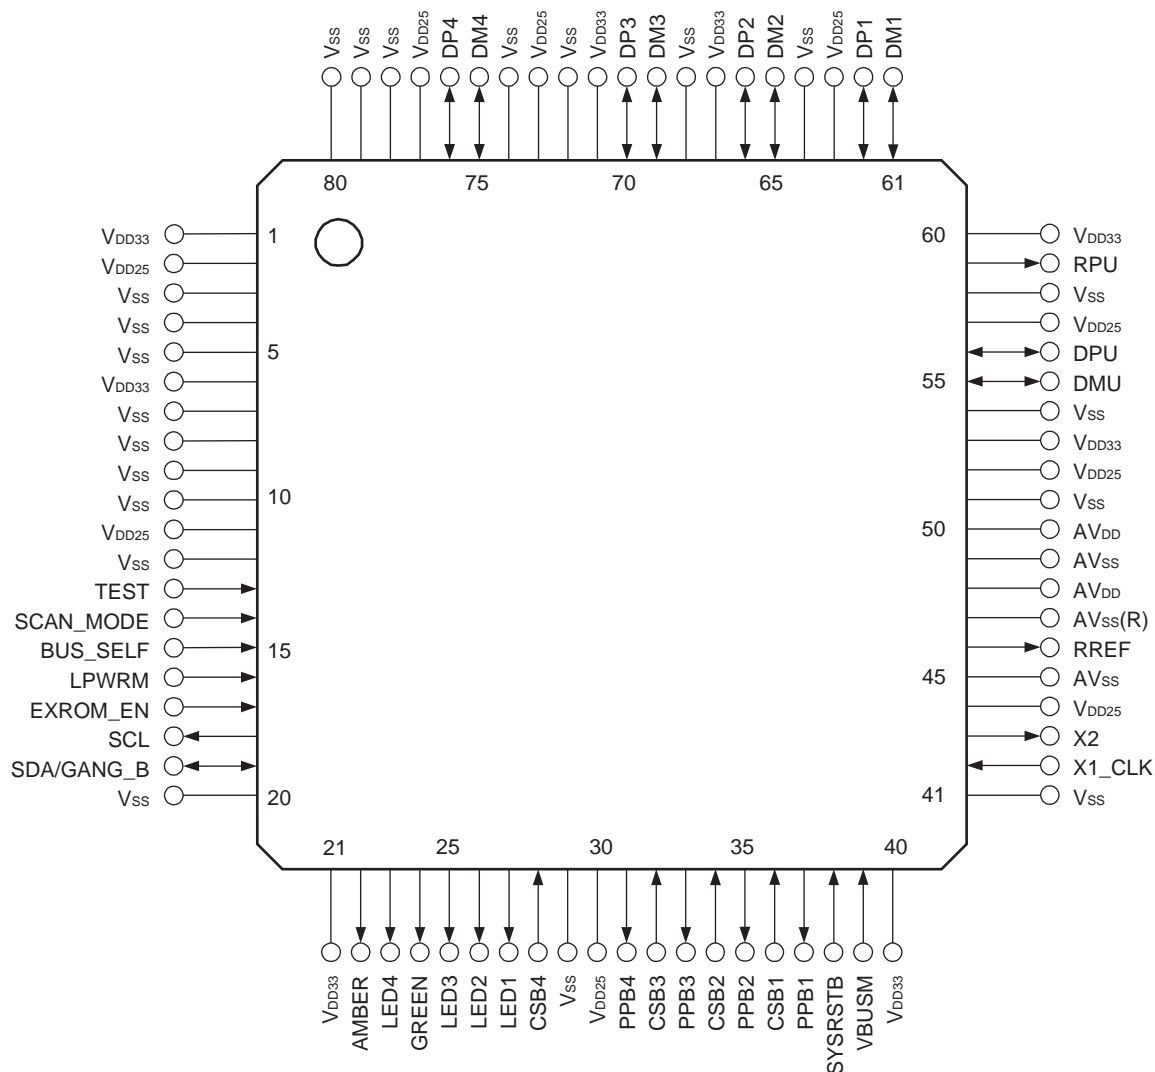 VSS VSS VSS VDD25 DP4 DM4 VSS VDD25 VSS VDD33 DP3 DM3 VSS VDD33 DP2 DM2 VSS VDD25 DP1 DM1
80 75 70 65 61
VDD33 1 60 VDD33
VDD25 RPU
VSS VSS
VSS VDD25
VSS 5 DPU
VDD33 55 DMU
VSS VSS
VSS VDD33
VSS VDD25
VSS 10 VSS
VDD25 50 AVDD
VSS AVSS
TEST AVDD
SCAN_MODE AVSS(R)
BUS_SELF 15 RREF
LPWRM 45 AVSS
EXROM_EN VDD25
SCL X2
SDA/GANG_B X1_CLK
VSS 20 41 VSS
21 25 30 35 40
VDD33 AMBER LED4 GREEN LED3 LED2 LED1 CSB4 VSS VDD25 PPB4 CSB3 PPB3 CSB2 PPB2 CSB1 PPB1 SYSRSTB VBUSM VDD33